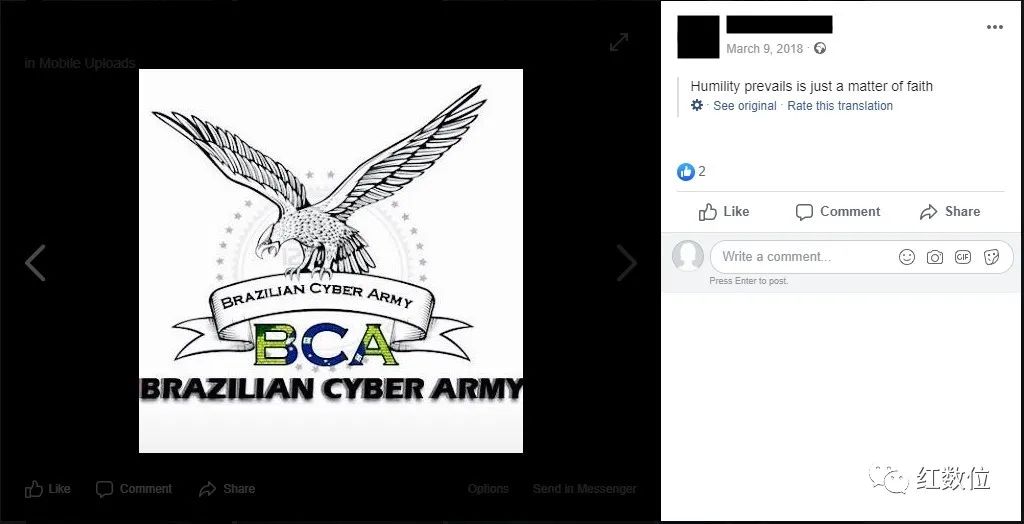 in Mobile Uploads
BRAZILIAN CYBER ARMY
BCA
BRAZILIAN CYBER ARMY
Like
Comment
Share
Options
Send in Messenger
March 9, 2018 ·
Humility prevails is just a matter of faith
· See original · Rate this translation
2
Like
Comment
Share
Write a comment...
GIF
Press Enter to post.
红数位